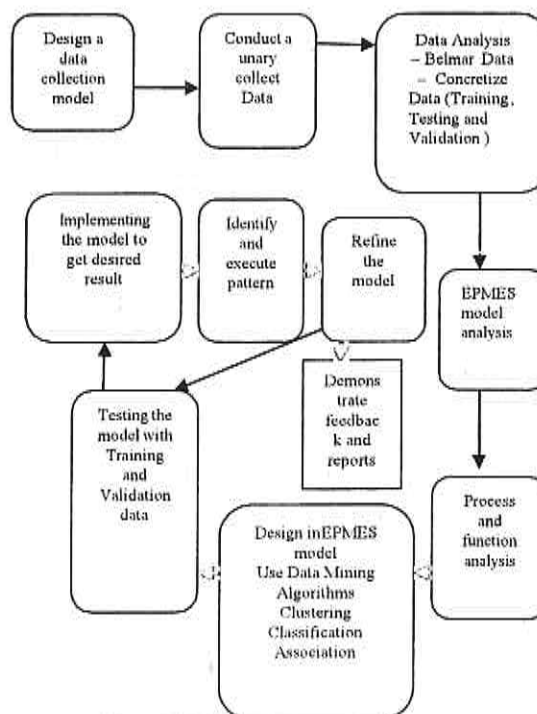 Design a
data
collection
model
Conduct a
unary
collect
Data
Data Analysis
– Belmar Data
– Concretize
Data (Training,
Testing and
Validation )
Implementing
the model to
get desired
result
Identify
and
execute
pattern
Refine
the
model
EPMES
model
analysis
Demons
trate
feedbac
k and
reports
Testing the
model with
Training
and
Validation
data
Process
and
function
analysis
Design inEPMES
model
Use Data Mining
Algorithms
Clustering
Classification
Association